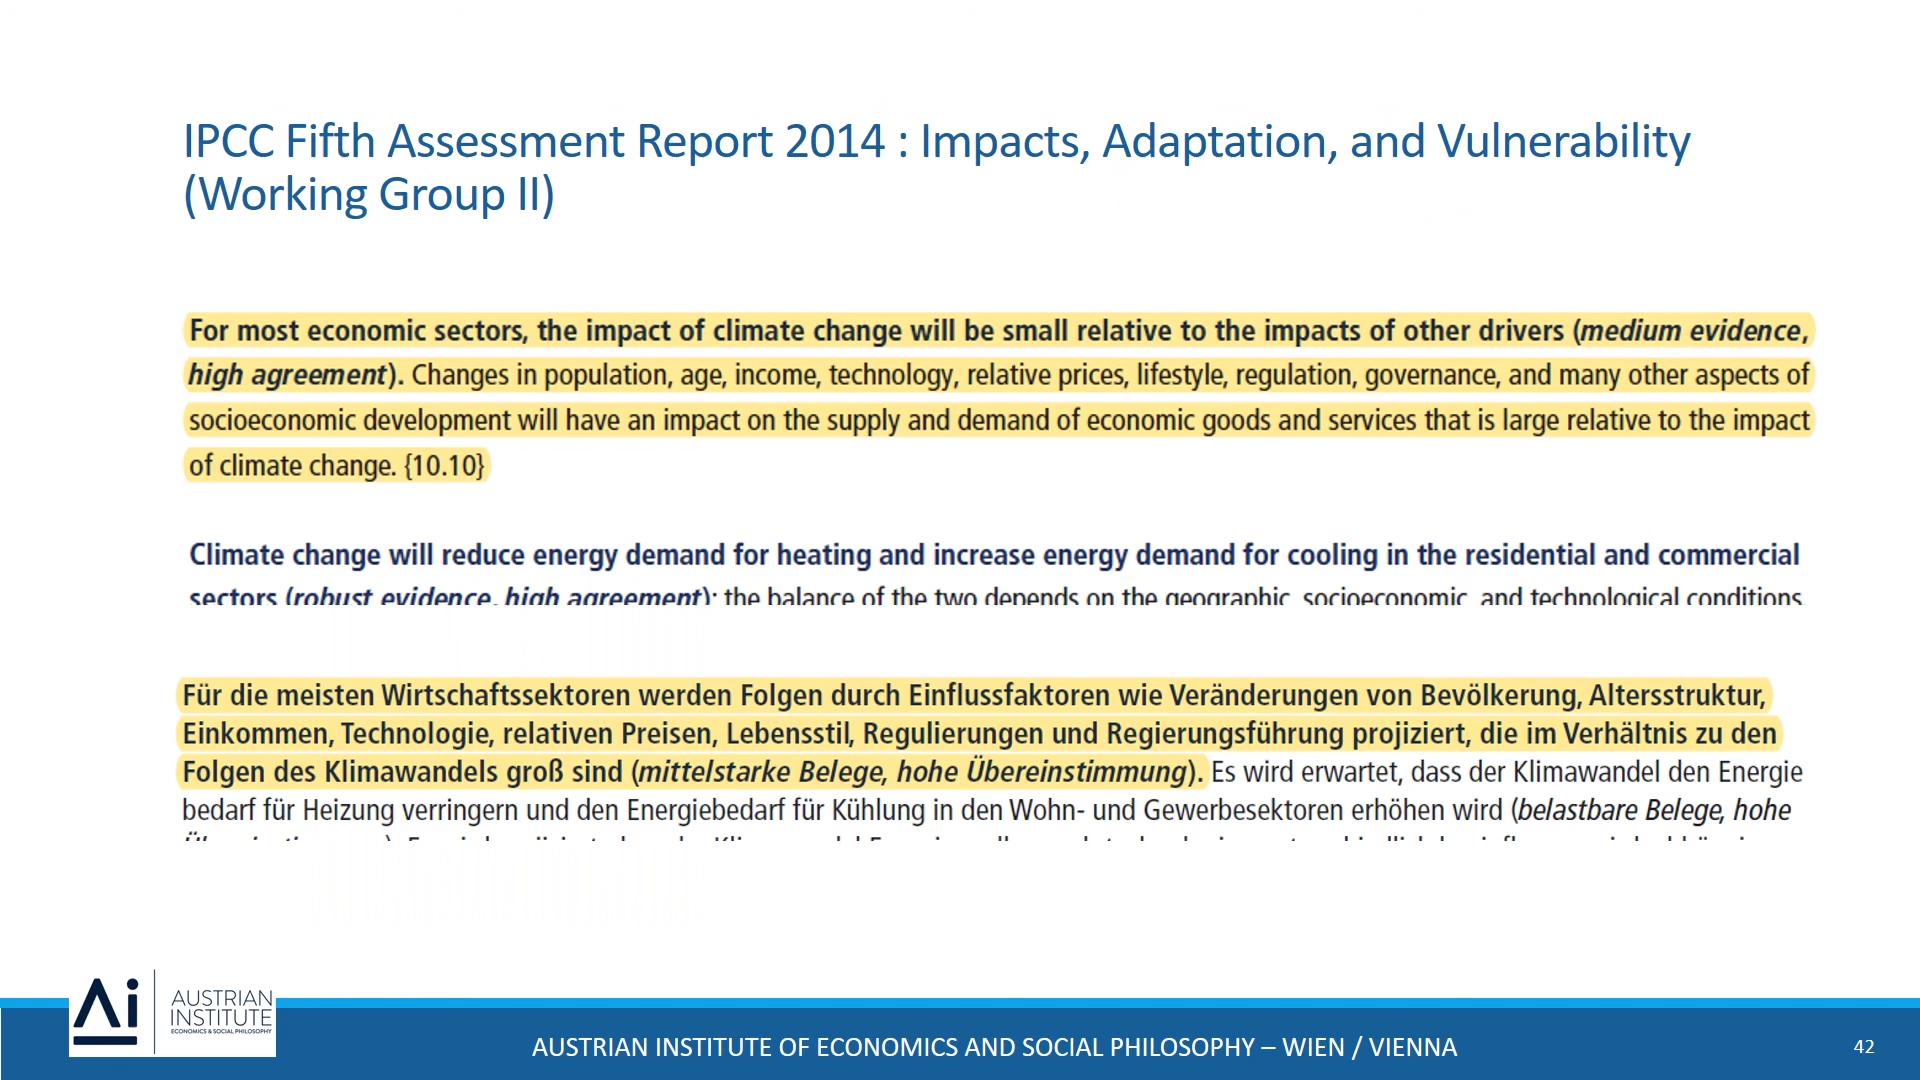 IPCC Fifth Assessment Report 2014 : Impacts, Adaptation, and Vulnerability
(Working Group II)
For most economic sectors, the impact of climate change will be small relative to the impacts of other drivers (medium evidence,
high agreement). Changes in population, age, income, technology, relative prices, lifestyle, regulation, governance, and many other aspects of
socioeconomic development will have an impact on the supply and demand of economic goods and services that is large relative to the impact
of climate change. {10.10}
Climate change will reduce energy demand for heating and increase energy demand for cooling in the residential and commercial
sectors (robust evidence, high agreement); the balance of the two depends on the geographic, socioeconomic, and technological conditions
Für die meisten Wirtschaftssektoren werden Folgen durch Einflussfaktoren wie Veränderungen von Bevölkerung, Altersstruktur,
Einkommen, Technologie, relativen Preisen, Lebensstil, Regulierungen und Regierungsführung projiziert, die im Verhältnis zu den
Folgen des Klimawandels groß sind (mittelstarke Belege, hohe Übereinstimmung). Es wird erwartet, dass der Klimawandel den Energie
bedarf für Heizung verringern und den Energiebedarf für Kühlung in den Wohn- und Gewerbesektoren erhöhen wird (belastbare Belege, hohe
Ai
AUSTRIAN
INSTITUTE
ECONOMICS & SOCIAL PHILOSOPHY
AUSTRIAN INSTITUTE OF ECONOMICS AND SOCIAL PHILOSOPHY – WIEN / VIENNA
42